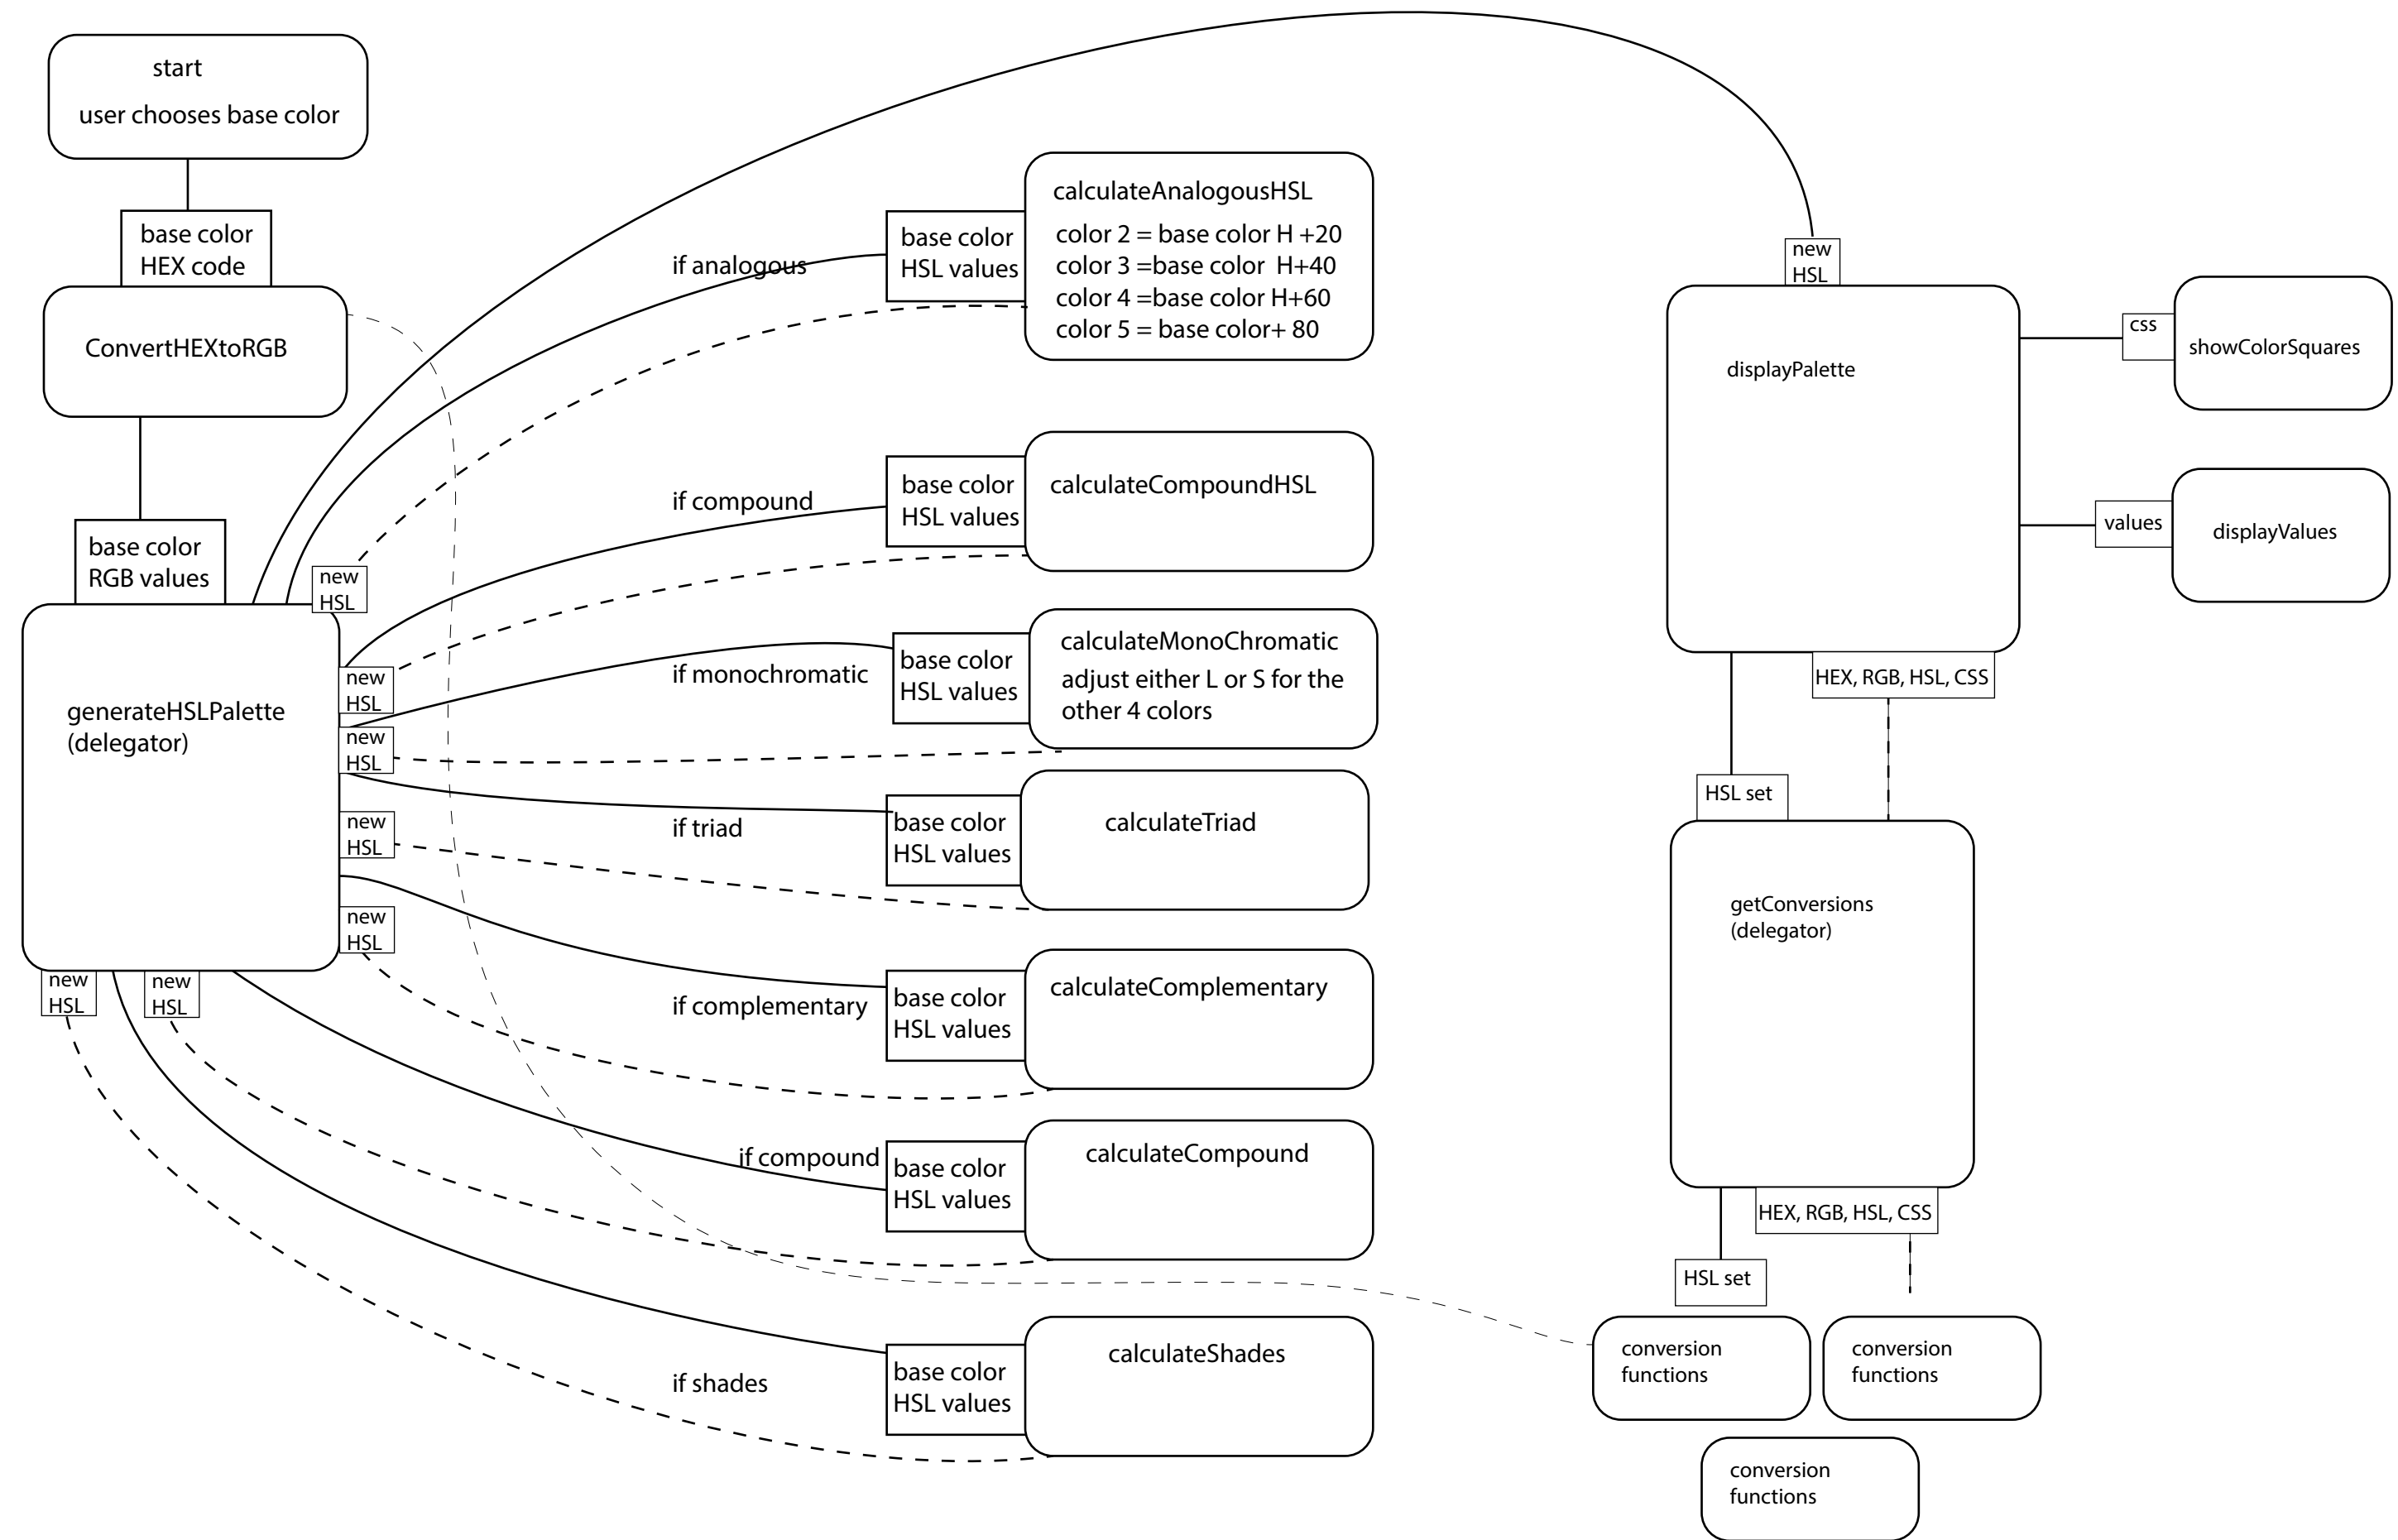 start
user chooses base color
base color
HEX code
ConvertHEXtoRGB
base color
RGB values
generateHSLPalette
(delegator)
new
HSL
new
HSL
new
HSL
new
HSL
new
HSL
new
HSL
new
HSL
if analogous
base color
HSL values
calculateAnalogousHSL
color 2 = base color H +20
color 3 =base color  H+40
color 4 =base color H+60
color 5 = base color+ 80
if compound
base color
HSL values
calculateCompoundHSL
if monochromatic
base color
HSL values
calculateMonoChromatic
adjust either L or S for the
other 4 colors
if triad
base color
HSL values
calculateTriad
if complementary
base color
HSL values
calculateComplementary
if compound
base color
HSL values
calculateCompound
if shades
base color
HSL values
calculateShades
new
HSL
displayPalette
css
showColorSquares
values
displayValues
HEX, RGB, HSL, CSS
HSL set
getConversions
(delegator)
HEX, RGB, HSL, CSS
HSL set
conversion
functions
conversion
functions
conversion
functions